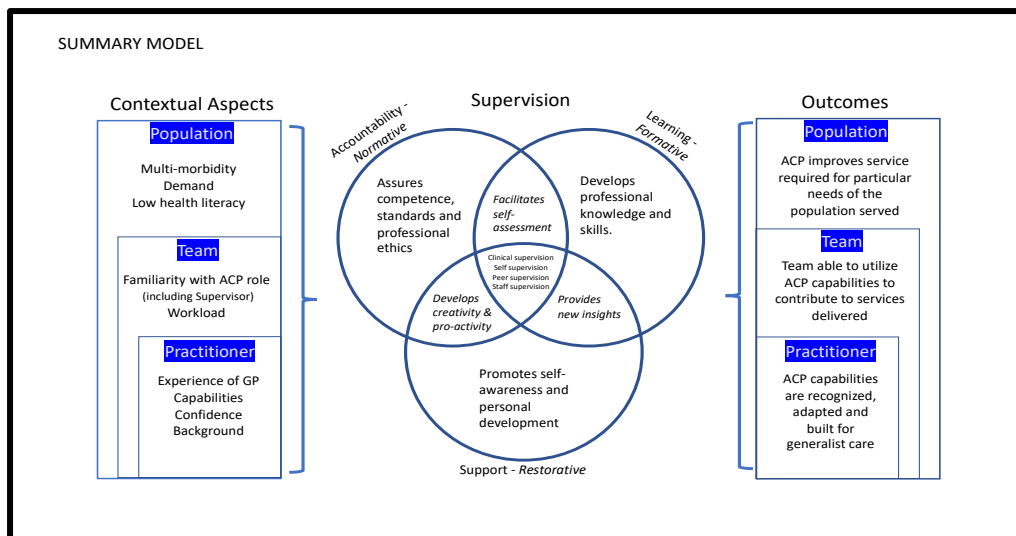 SUMMARY MODEL
Contextual Aspects
Population
Multi-morbidity
Demand
Low health literacy
Team
Familiarity with ACP role
(including Supervisor)
Workload
Practitioner
Experience of GP
Capabilities
Confidence
Background
Supervision
Accountability -
Normative
Learning -
Formative
Assures
competence,
standards and
professional
ethics
Facilitates
self-
assessment
Develops
professional
knowledge and
skills.
Clinical supervision
Self supervision
Peer supervision
Staff supervision
Develops
creativity &
pro-activity
Provides
new insights
Promotes self-
awareness and
personal
development
Support - Restorative
Outcomes
Population
ACP improves service
required for particular
needs of the
population served
Team
Team able to utilize
ACP capabilities to
contribute to services
delivered
Practitioner
ACP capabilities
are recognized,
adapted and
built for
generalist care